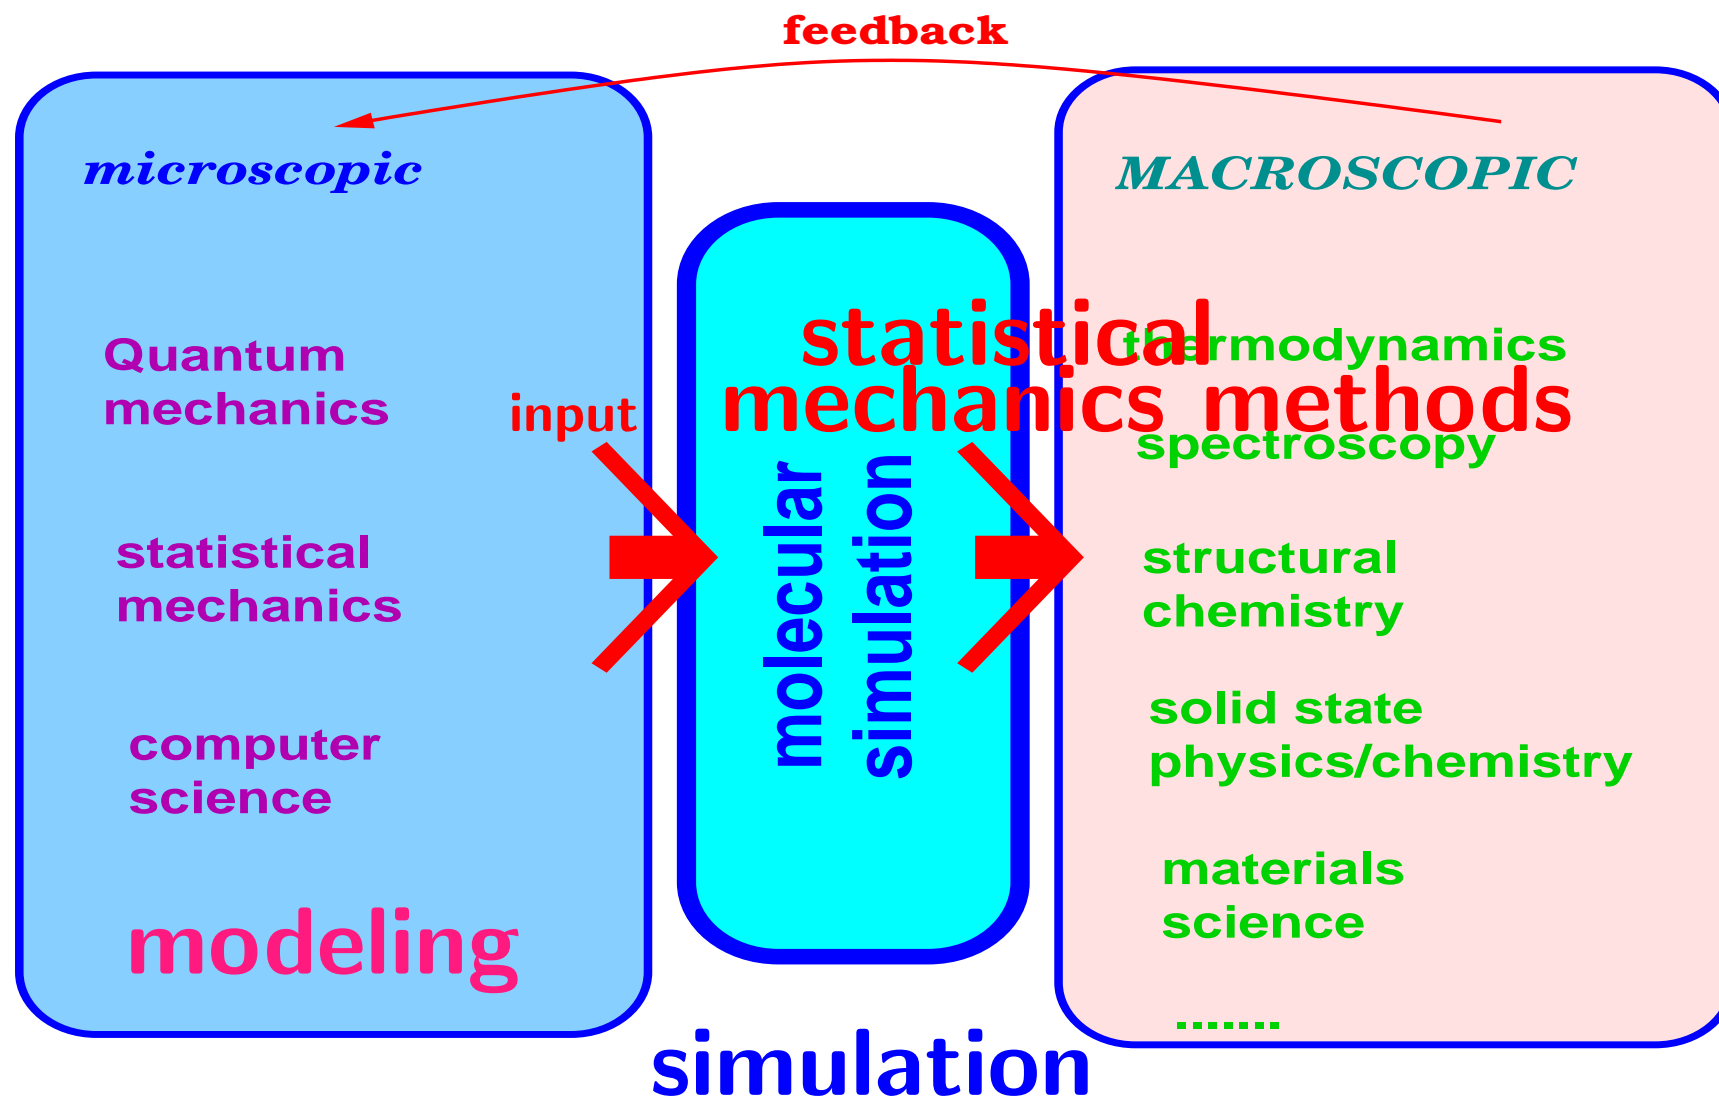 feedback
microscopic
Quantum
mechanics
statistical
mechanics
computer
science
modeling
input
molecular
simulation
statistical
mechanics methods
MACROSCOPIC
thermodynamics
spectroscopy
structural
chemistry
solid state
physics/chemistry
materials
science
.......
simulation